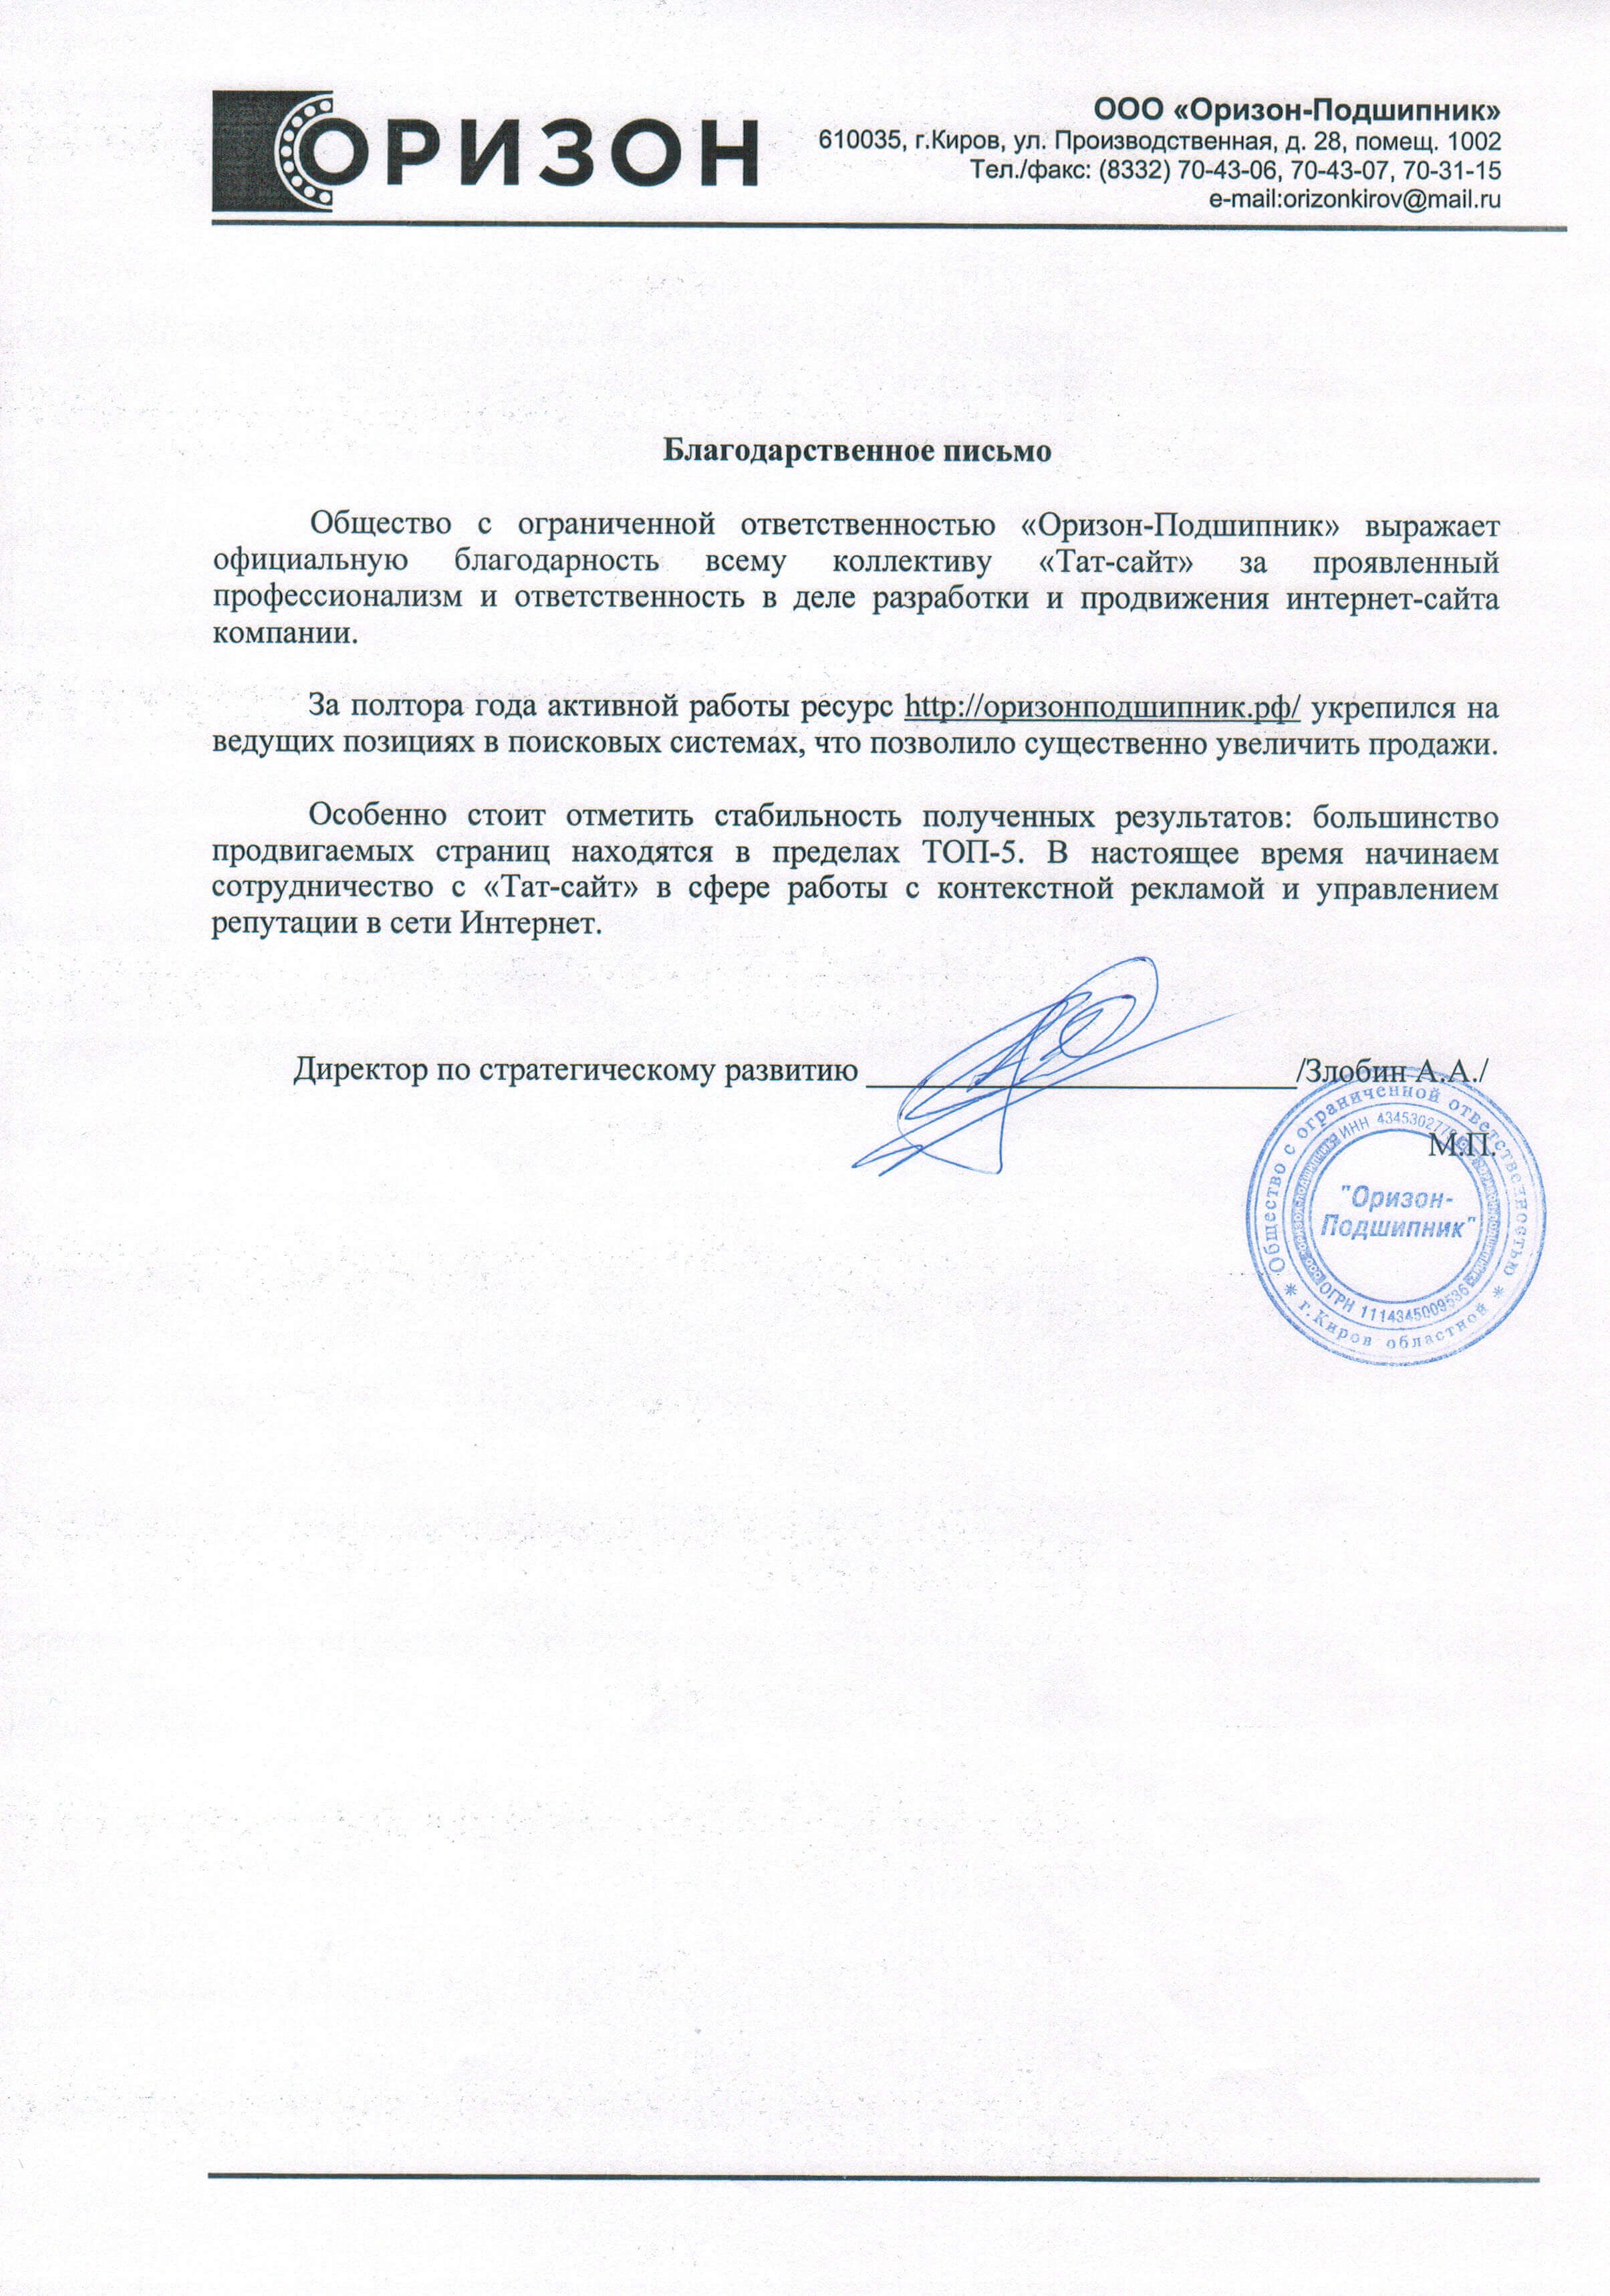 ОРИЗОН
ООО «Оризон-Подшипник»
610035, г.Киров, ул. Производственная, д. 28, помещ. 1002
Тел./факс: (8332) 70-43-06, 70-43-07, 70-31-15
e-mail:orizonkirov@mail.ru
Благодарственное письмо
Общество с ограниченной ответственностью «Оризон-Подшипник» выражает
официальную благодарность всему коллективу «Тат-сайт» за проявленный
профессионализм и ответственность в деле разработки и продвижения интернет-сайта
компании.
За полтора года активной работы ресурс http://оризонподшипник.рф/ укрепился на
ведущих позициях в поисковых системах, что позволило существенно увеличить продажи.
Особенно стоит отметить стабильность полученных результатов: большинство
продвигаемых страниц находятся в пределах ТОП-5. В настоящее время начинаем
сотрудничество с «Тат-сайт» в сфере работы с контекстной рекламой и управлением
репутации в сети Интернет.
Директор по стратегическому развитию /Злобин А.А./
М.П.
Общество с ограниченной ответственностью
ИНН
"Оризон-
Подшипник"
ОГРН 1114345009536
г.Киров областной